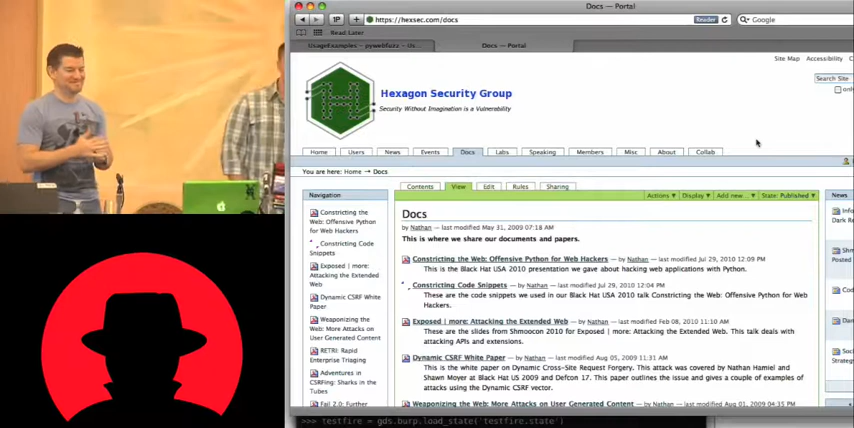 Docs — Portal
https://hexsec.com/docs
Reader
Google
Read Later
UsageExamples - pywebfuzz - Us...
Docs — Portal
Site Map Accessibility
Search Site
only
Hexagon Security Group
Security Without Imagination is a Vulnerability
Home Users News Events Docs Labs Speaking Members Misc About Collab
You are here: Home → Docs
Contents View Edit Rules Sharing
Actions Display Add new... State: Published
Navigation
Constricting the
Web: Offensive Python
for Web Hackers
Constricting Code
Snippets
Exposed | more:
Attacking the Extended
Web
Dynamic CSRF White
Paper
Weaponizing the
Web: More Attacks on
User Generated Content
RETRI: Rapid
Enterprise Triaging
Adventures in
CSRFing: Sharks in the
Tubes
Fail 2.0: Further
Docs
by Nathan — last modified May 31, 2009 07:18 AM
This is where we share our documents and papers.
Constricting the Web: Offensive Python for Web Hackers — by Nathan — last modified Jul 29, 2010 12:09 PM
This is the Black Hat USA 2010 presentation we gave about hacking web applications with Python.
Constricting Code Snippets — by Nathan — last modified Jul 29, 2010 12:04 PM
These are the code snippets we used in our Black Hat USA 2010 talk Constricting the Web: Offensive Python for Web
Hackers.
Exposed | more: Attacking the Extended Web — by Nathan — last modified Feb 08, 2010 11:10 AM
These are the slides from Shmoocon 2010 for Exposed | more: Attacking the Extended Web. This talk deals with
attacking APIs and extensions.
Dynamic CSRF White Paper — by Nathan — last modified Aug 05, 2009 11:31 AM
This is the white paper on Dynamic Cross-Site Request Forgery. This attack was covered by Nathan Hamiel and
Shawn Moyer at Black Hat US 2009 and Defcon 17. This paper outlines the issue and gives a couple of examples of
attacks using the Dynamic CSRF vector.
Weaponizing the Web: More Attacks on User Generated Content — by Nathan — last modified Aug 01, 2009 04:35 PM
News
Posted
>>> testfire = gds.burp.load_state('testfire.state')